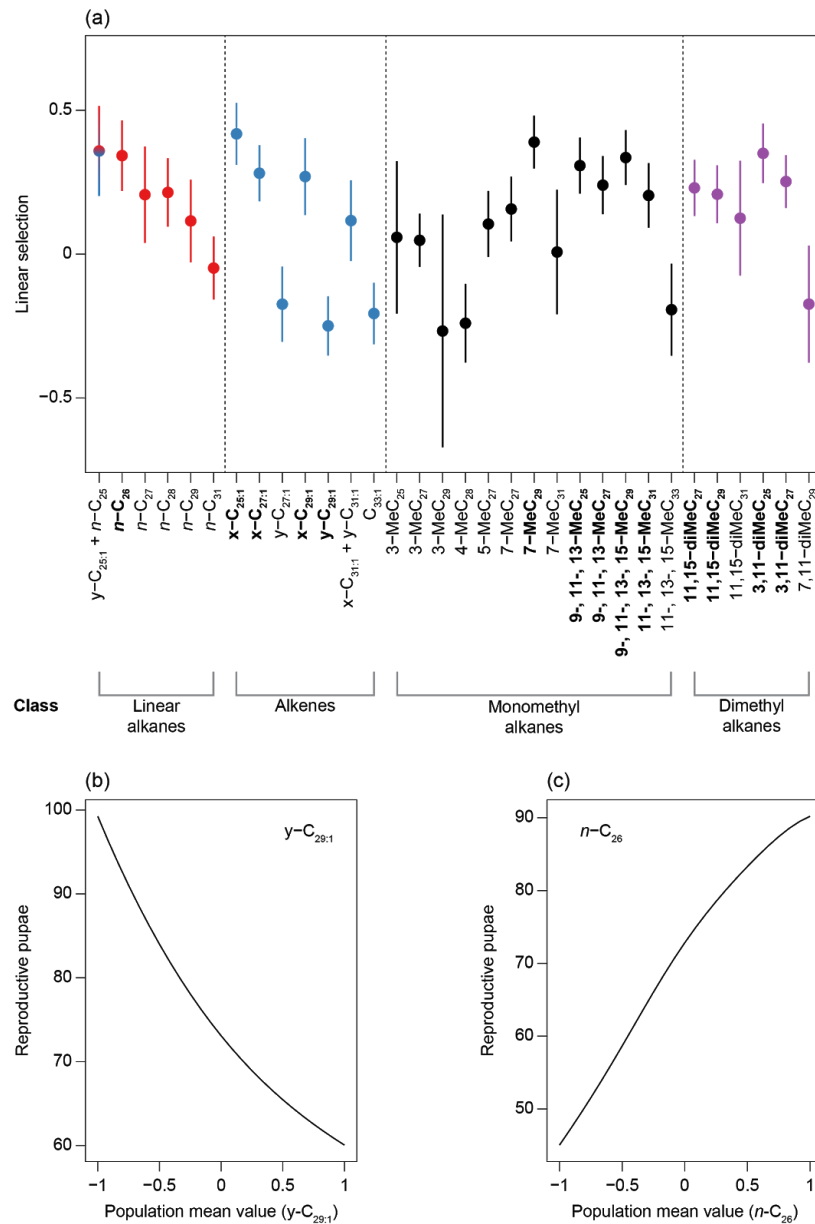 (a)
Linear selection
0.5
0
−0.5
y−C25:1 + n−C25
n−C26
n−C27
n−C28
n−C29
n−C31
x−C25:1
x−C27:1
y−C27:1
x−C29:1
y−C29:1
x−C31:1 + y−C31:1
C33:1
3−MeC25
3−MeC27
3−MeC29
4−MeC28
5−MeC27
7−MeC27
7−MeC29
7−MeC31
9-, 11-, 13−MeC25
9-, 11-, 13−MeC27
9-, 11-, 13-, 15−MeC29
11-, 13-, 15−MeC31
11-, 13-, 15−MeC33
11,15−diMeC27
11,15−diMeC29
11,15−diMeC31
3,11−diMeC25
3,11−diMeC27
7,11−diMeC29
Class
Linear
alkanes
Alkenes
Monomethyl
alkanes
Dimethyl
alkanes
(b)
y−C29:1
Reproductive pupae
100
90
80
70
60
−1 −0.5 0 0.5 1
Population mean value (y-C29:1)
(c)
n−C26
Reproductive pupae
90
80
70
60
50
−1 −0.5 0 0.5 1
Population mean value (n-C26)